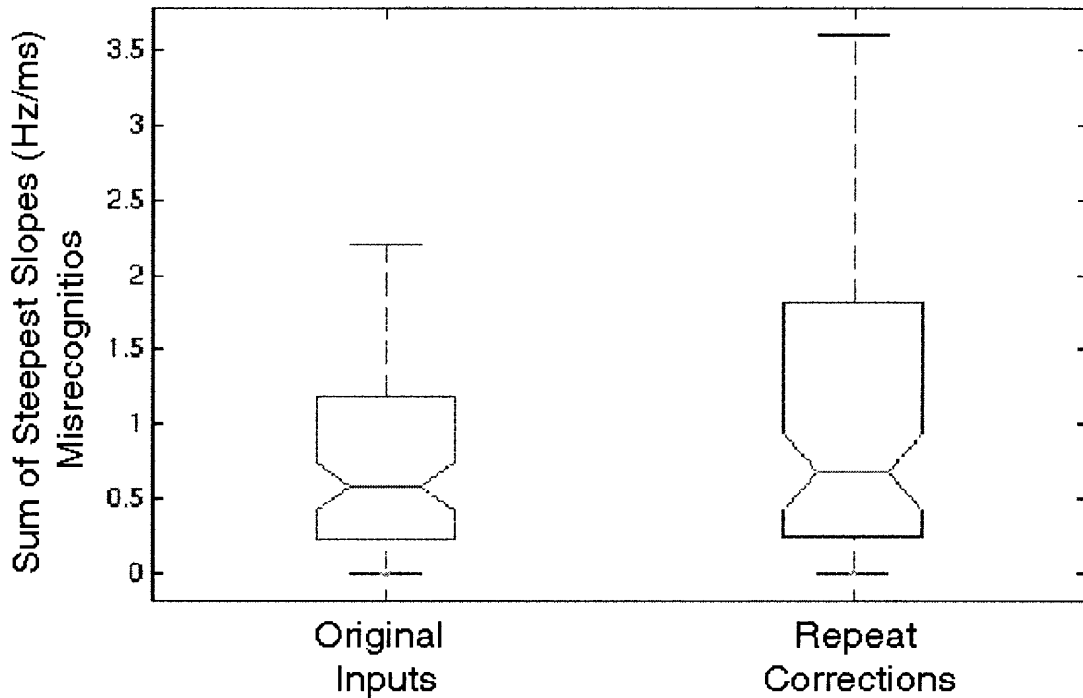 Sum of Steepest Slopes (Hz/ms)
Misrecognitios
3.5
3
2.5
2
1.5
1
0.5
0
Original
Inputs
Repeat
Corrections